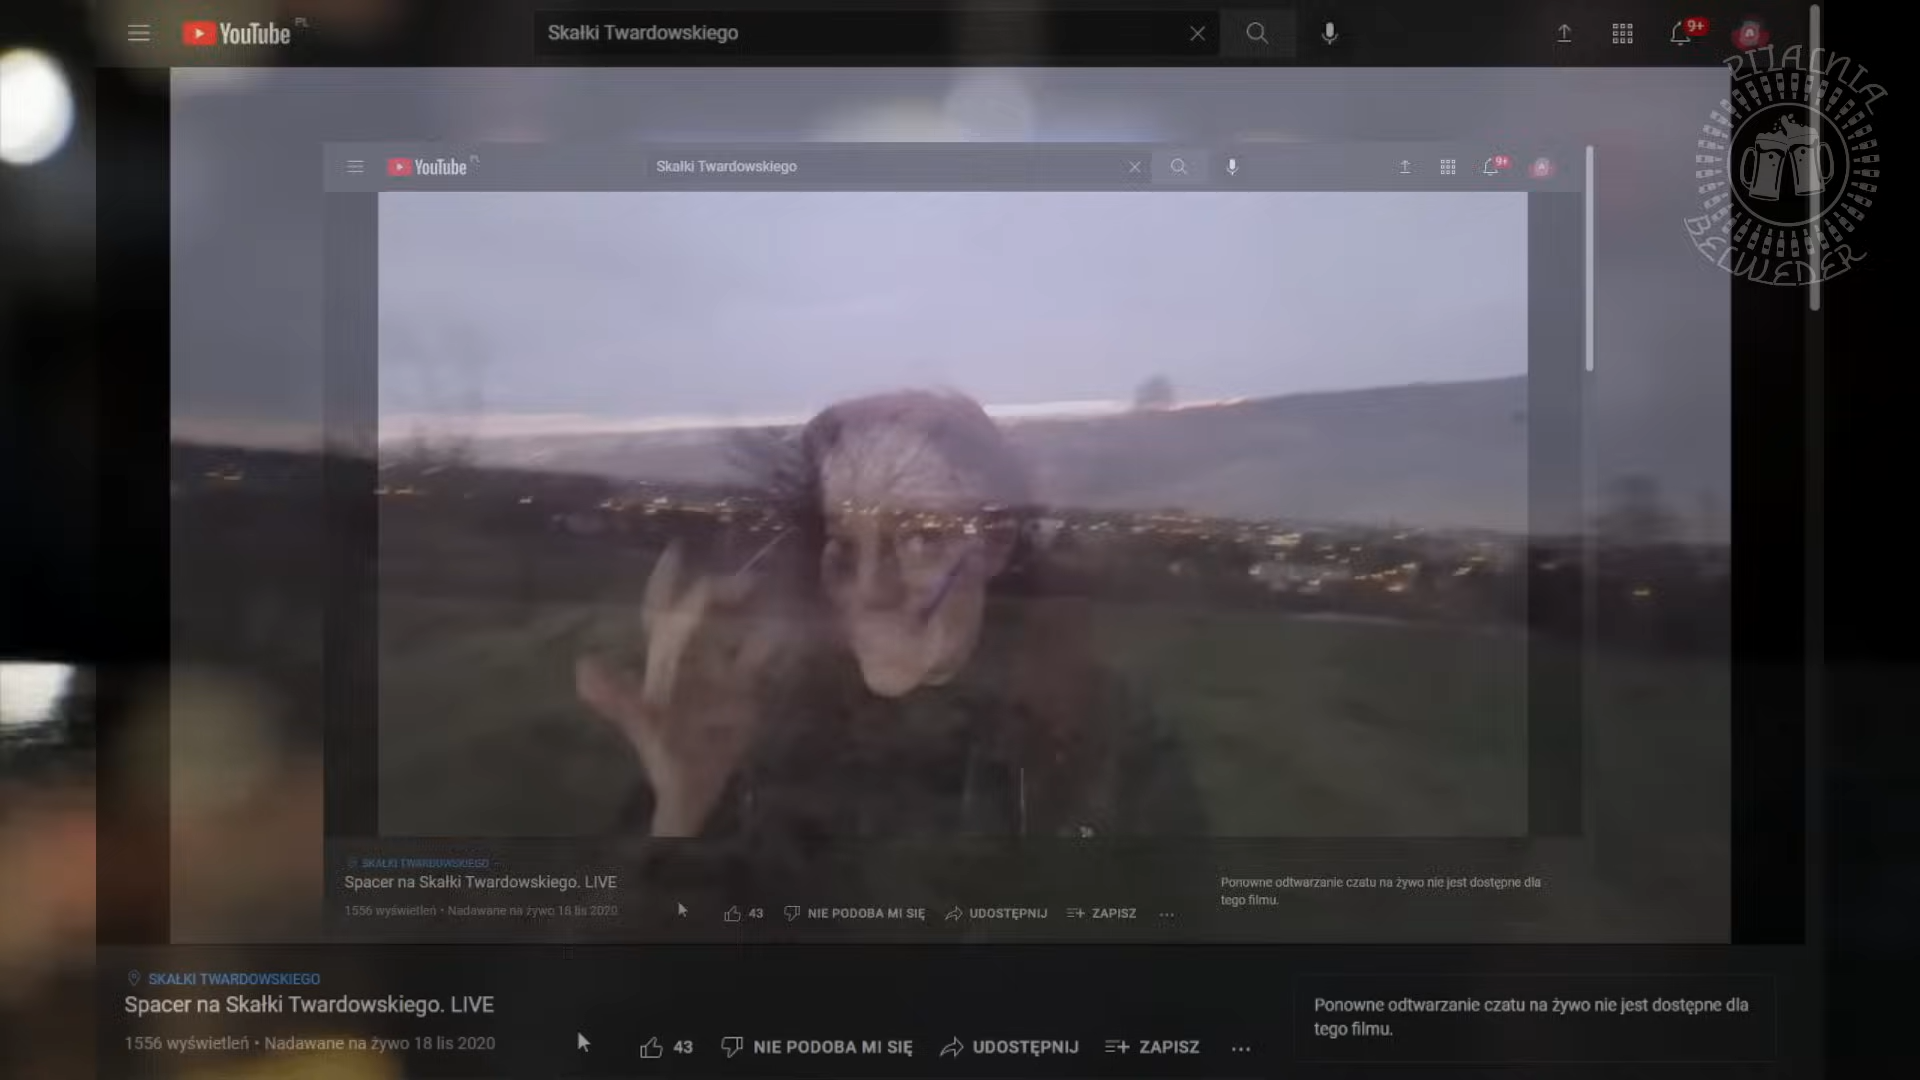 YouTube PL
Skałki Twardowskiego
9+
PIJALNIA
BELWEDER
YouTube PL
Skałki Twardowskiego
9+
SKAŁKI TWARDOWSKIEGO
Spacer na Skałki Twardowskiego. LIVE
1556 wyświetleń • Nadawane na żywo 18 lis 2020
43
NIE PODOBA MI SIĘ
UDOSTĘPNIJ
ZAPISZ
Ponowne odtwarzanie czatu na żywo nie jest dostępne dla
tego filmu.
SKAŁKI TWARDOWSKIEGO
Spacer na Skałki Twardowskiego. LIVE
1556 wyświetleń • Nadawane na żywo 18 lis 2020
43
NIE PODOBA MI SIĘ
UDOSTĘPNIJ
ZAPISZ
Ponowne odtwarzanie czatu na żywo nie jest dostępne dla
tego filmu.